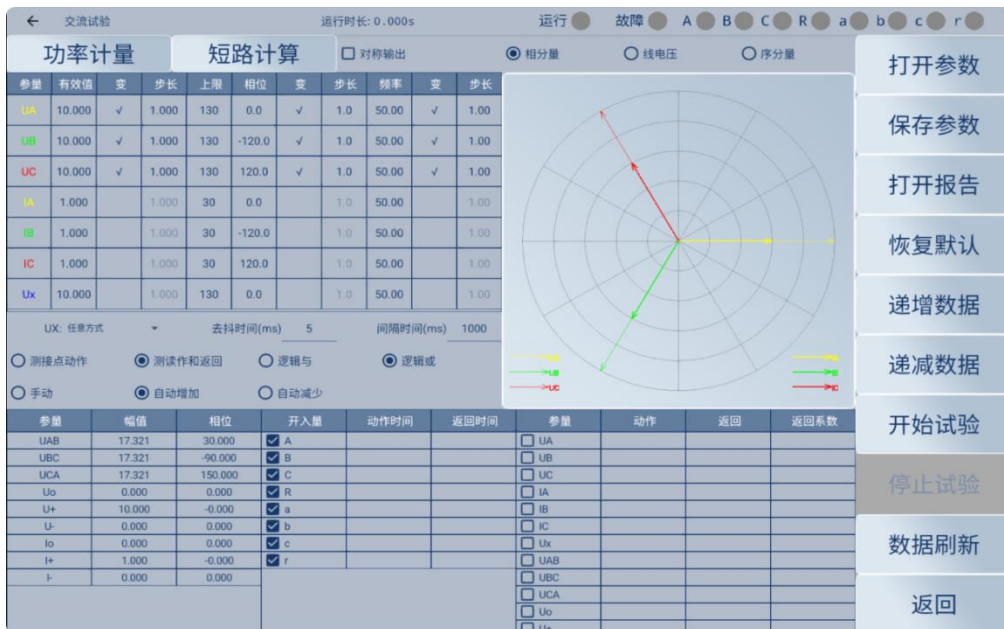 交流试验 运行时长: 0.000s 运行 故障 A B C R a b c r
功率计量 短路计算 对称输出 相分量 线电压 序分量
参量 有效值 变 步长 上限 相位 变 步长 频率 变 步长
UA 10.000 √ 1.000 130 0.0 √ 1.0 50.00 √ 1.00
UB 10.000 √ 1.000 130 -120.0 √ 1.0 50.00 √ 1.00
UC 10.000 √ 1.000 130 120.0 √ 1.0 50.00 √ 1.00
IA 1.000 1.000 30 0.0 1.0 50.00 1.00
IB 1.000 1.000 30 -120.0 1.0 50.00 1.00
IC 1.000 1.000 30 120.0 1.0 50.00 1.00
Ux 10.000 1.000 130 0.0 1.0 50.00 1.00
UX: 任意方式 去抖时间(ms) 5 间隔时间(ms) 1000
测接点动作 测读作和返回 逻辑与 逻辑或
手动 自动增加 自动减少
UA IA
UB IB
UC IC
参量 幅值 相位
UAB 17.321 30.000
UBC 17.321 -90.000
UCA 17.321 150.000
Uo 0.000 0.000
U+ 10.000 -0.000
U- 0.000 0.000
Io 0.000 0.000
I+ 1.000 -0.000
I- 0.000 0.000
开入量 动作时间 返回时间
A
B
C
R
a
b
c
r
参量 动作 返回 返回系数
UA
UB
UC
IA
IB
IC
Ux
UAB
UBC
UCA
Uo
U+
打开参数
保存参数
打开报告
恢复默认
递增数据
递减数据
开始试验
停止试验
数据刷新
返回